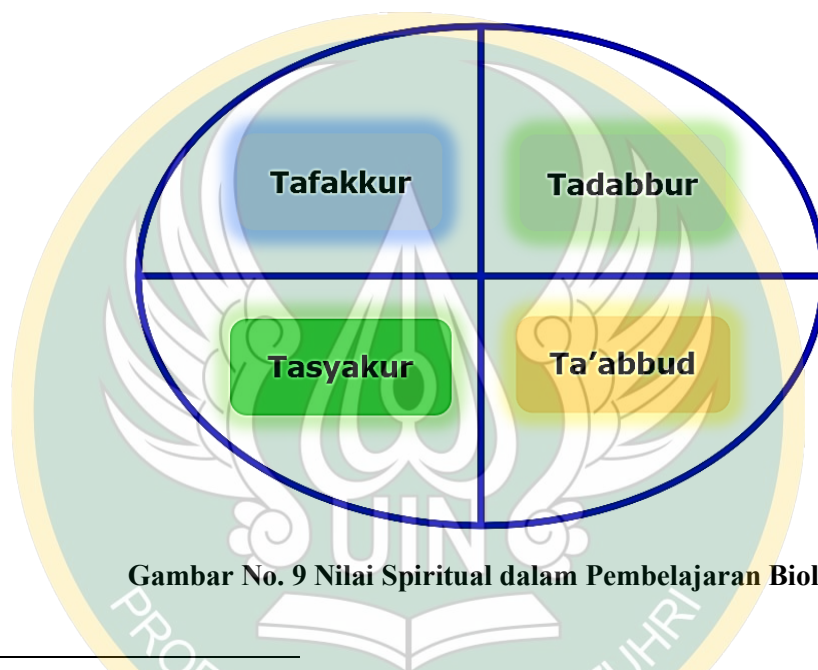 Tafakkur
Tadabbur
Tasyakur
Ta’abbud
UIN
Gambar No. 9 Nilai Spiritual dalam Pembelajaran Biol